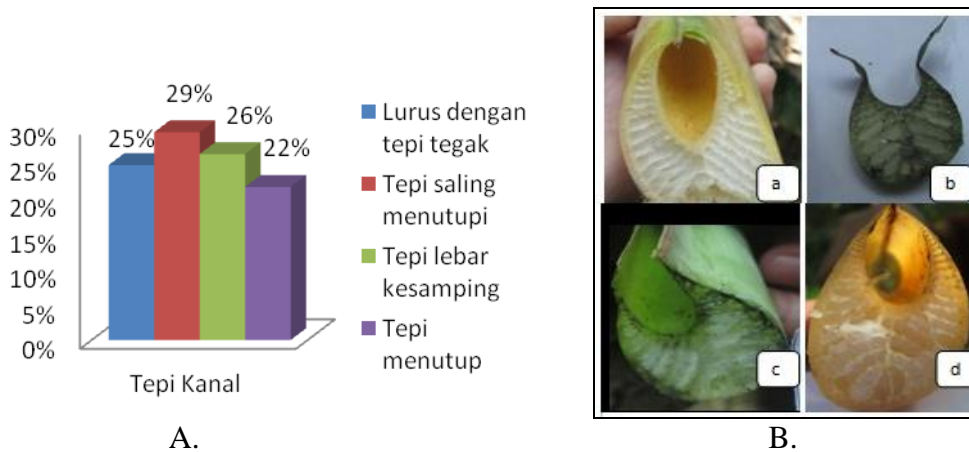 29%
25%
26%
22%
30%
25%
20%
15%
10%
5%
0%
Tepi Kanal
Lurus dengan
tepi tegak
Tepi saling
menutupi
Tepi lebar
kesamping
Tepi
menutup
A.
a
b
c
d
B.